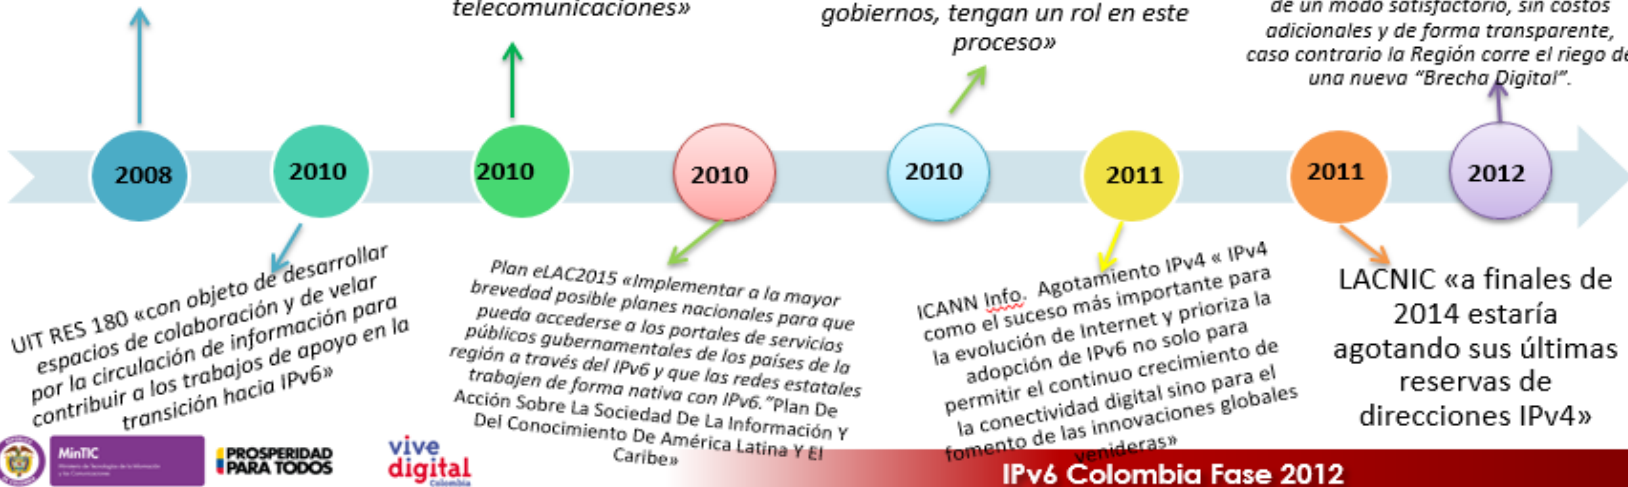 telecomunicaciones»
gobiernos, tengan un rol en este
proceso»
de un modo satisfactorio, sin costos
adicionales y de forma transparente,
caso contrario la Región corre el riego de
una nueva “Brecha Digital”.
2008
2010
2010
2010
2010
2011
2011
2012
UIT RES 180 «con objeto de desarrollar
espacios de colaboración y de velar
por la circulación de información para
contribuir a los trabajos de apoyo en la
transición hacia IPv6»
Plan eLAC2015 «Implementar a la mayor
brevedad posible planes nacionales para que
pueda accederse a los portales de servicios
públicos gubernamentales de los países de la
región a través del IPv6 y que las redes estatales
trabajen de forma nativa con IPv6.”Plan De
Acción Sobre La Sociedad De La Información Y
Del Conocimiento De América Latina Y El
Caribe»
ICANN Info. Agotamiento IPv4 « IPv4
como el suceso más importante para
la evolución de Internet y prioriza la
adopción de IPv6 no solo para
permitir el continuo crecimiento de
la conectividad digital sino para el
fomento de las innovaciones globales
venideras»
LACNIC «a finales de
2014 estaría
agotando sus últimas
reservas de
direcciones IPv4»
MinTIC
Ministerio de Tecnologías de la Información
y las Comunicaciones
PROSPERIDAD
PARA TODOS
vive
digital
Colombia
IPv6 Colombia Fase 2012